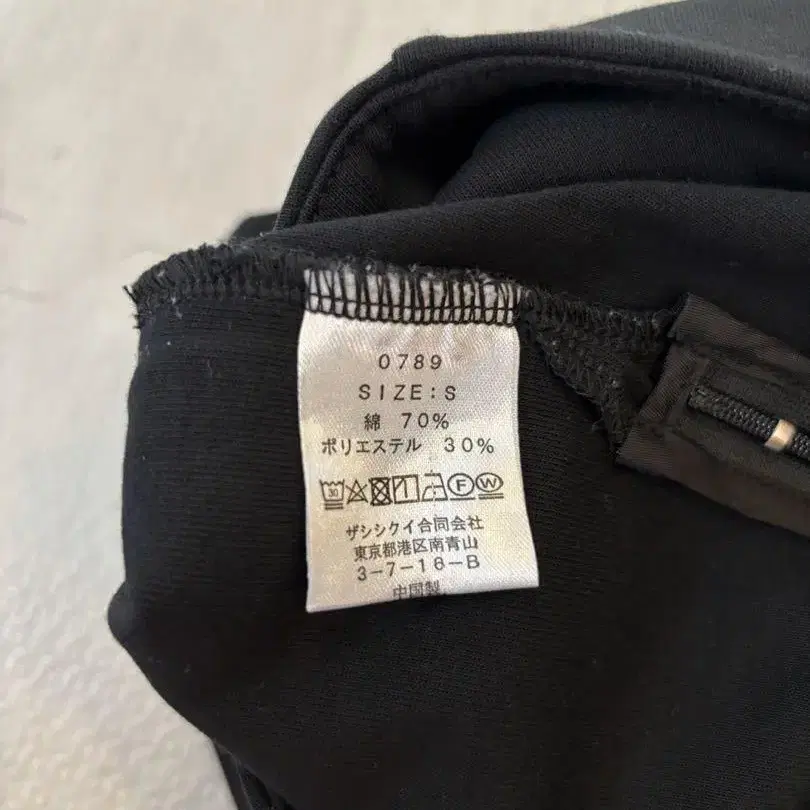 0789
SIZE:S
綿 70%
ポリエステル 30%
30 F W
ザシシクイ合同会社
東京都港区南青山
3-7-18-B
中国製